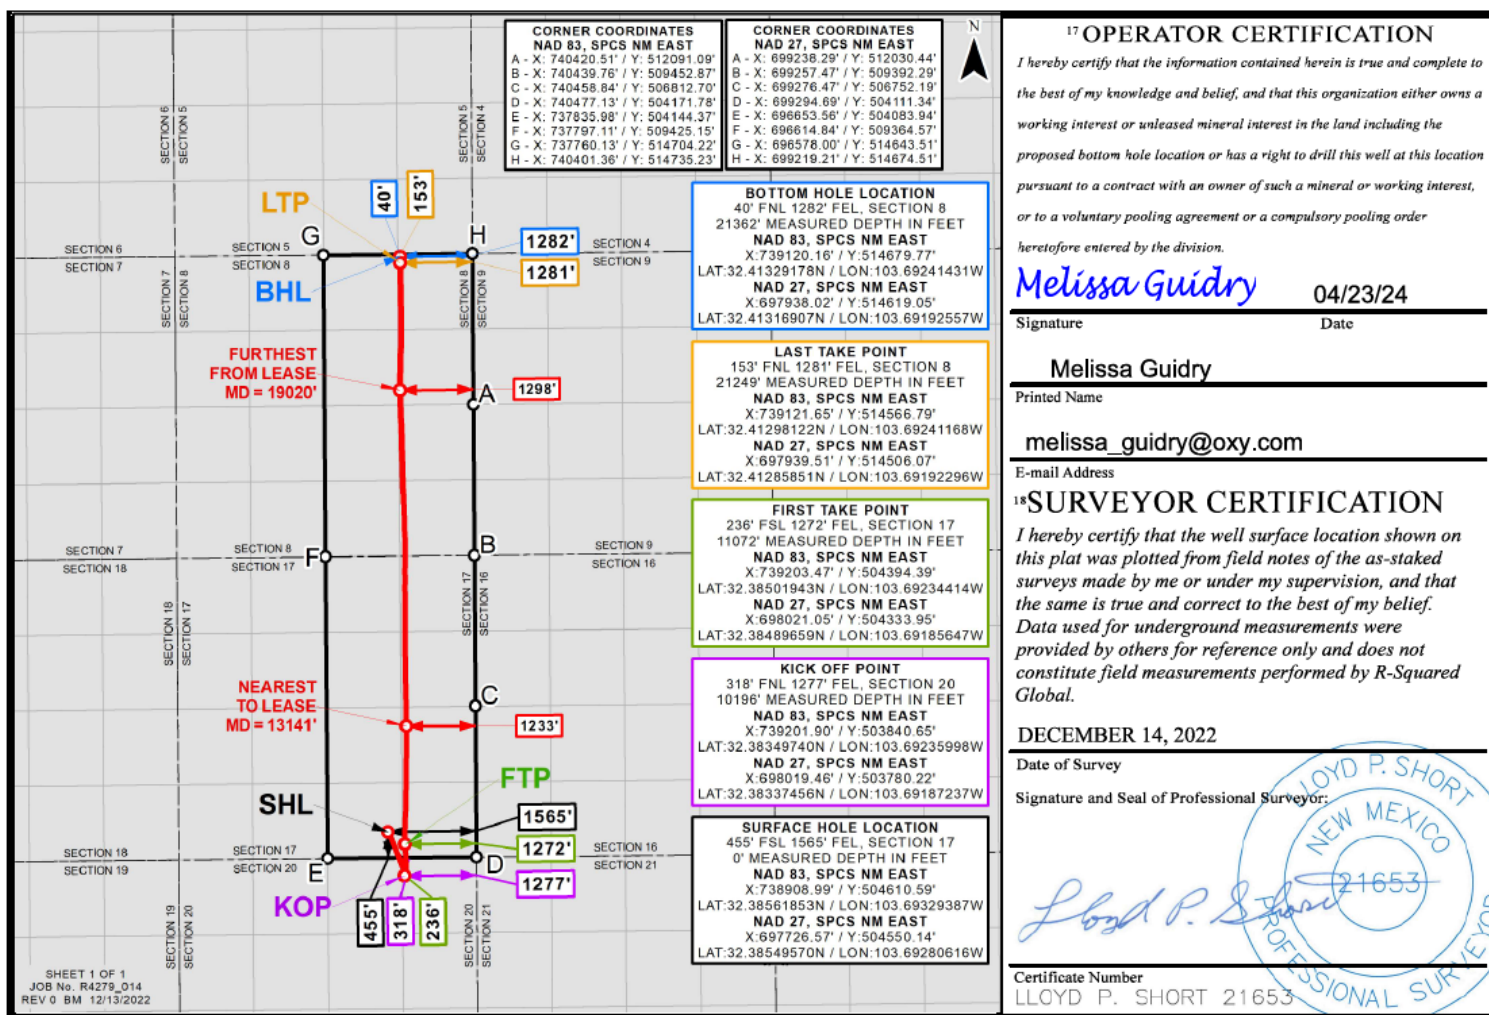 CORNER COORDINATES
NAD 83, SPCS NM EAST
A - X: 740420.51' / Y: 512091.09'
B - X: 740439.76' / Y: 509452.87'
C - X: 740458.84' / Y: 506812.70'
D - X: 740477.13' / Y: 504171.78'
E - X: 737835.98' / Y: 504144.37'
F - X: 737797.11' / Y: 509425.15'
G - X: 737760.13' / Y: 514704.22'
H - X: 740401.36' / Y: 514735.23'
CORNER COORDINATES
NAD 27, SPCS NM EAST
A - X: 699238.29' / Y: 512030.44'
B - X: 699257.47' / Y: 509392.29'
C - X: 699276.47' / Y: 506752.19'
D - X: 699294.69' / Y: 504111.34'
E - X: 696653.56' / Y: 504083.94'
F - X: 696614.84' / Y: 509364.57'
G - X: 696578.00' / Y: 514643.51'
H - X: 699219.21' / Y: 514674.51'
N
SECTION 6
SECTION 5
SECTION 5
SECTION 4
LTP
40'
153'
G
H
SECTION 6
SECTION 7
SECTION 5
SECTION 8
SECTION 4
SECTION 9
1282'
1281'
BHL
SECTION 7
SECTION 8
SECTION 8
SECTION 9
FURTHEST
FROM LEASE
MD = 19020'
1298'
A
SECTION 7
SECTION 18
SECTION 8
SECTION 17
F
B
SECTION 9
SECTION 16
SECTION 18
SECTION 17
SECTION 17
SECTION 16
NEAREST
TO LEASE
MD = 13141'
C
1233'
FTP
SHL
1565'
1272'
1277'
SECTION 18
SECTION 19
SECTION 17
SECTION 20
E
D
SECTION 16
SECTION 21
KOP
455'
318'
236'
SECTION 19
SECTION 20
SECTION 20
SECTION 21
SHEET 1 OF 1
JOB No. R4279_014
REV 0 BM 12/13/2022
BOTTOM HOLE LOCATION
40' FNL 1282' FEL, SECTION 8
21362' MEASURED DEPTH IN FEET
NAD 83, SPCS NM EAST
X:739120.16' / Y:514679.77'
LAT:32.41329178N / LON:103.69241431W
NAD 27, SPCS NM EAST
X:697938.02' / Y:514619.05'
LAT:32.41316907N / LON:103.69192557W
LAST TAKE POINT
153' FNL 1281' FEL, SECTION 8
21249' MEASURED DEPTH IN FEET
NAD 83, SPCS NM EAST
X:739121.65' / Y:514566.79'
LAT:32.41298122N / LON:103.69241168W
NAD 27, SPCS NM EAST
X:697939.51' / Y:514506.07'
LAT:32.41285851N / LON:103.69192296W
FIRST TAKE POINT
236' FSL 1272' FEL, SECTION 17
11072' MEASURED DEPTH IN FEET
NAD 83, SPCS NM EAST
X:739203.47' / Y:504394.39'
LAT:32.38501943N / LON:103.69234414W
NAD 27, SPCS NM EAST
X:698021.05' / Y:504333.95'
LAT:32.38489659N / LON:103.69185647W
KICK OFF POINT
318' FNL 1277' FEL, SECTION 20
10196' MEASURED DEPTH IN FEET
NAD 83, SPCS NM EAST
X:739201.90' / Y:503840.65'
LAT:32.38349740N / LON:103.69235998W
NAD 27, SPCS NM EAST
X:698019.46' / Y:503780.22'
LAT:32.38337456N / LON:103.69187237W
SURFACE HOLE LOCATION
455' FSL 1565' FEL, SECTION 17
0' MEASURED DEPTH IN FEET
NAD 83, SPCS NM EAST
X:738908.99' / Y:504610.59'
LAT:32.38561853N / LON:103.69329387W
NAD 27, SPCS NM EAST
X:697726.57' / Y:504550.14'
LAT:32.38549570N / LON:103.69280616W
17 OPERATOR CERTIFICATION
I hereby certify that the information contained herein is true and complete to
the best of my knowledge and belief, and that this organization either owns a
working interest or unleased mineral interest in the land including the
proposed bottom hole location or has a right to drill this well at this location
pursuant to a contract with an owner of such a mineral or working interest,
or to a voluntary pooling agreement or a compulsory pooling order
heretofore entered by the division.
Melissa Guidry 04/23/24
Signature Date
Melissa Guidry
Printed Name
melissa_guidry@oxy.com
E-mail Address
18 SURVEYOR CERTIFICATION
I hereby certify that the well surface location shown on
this plat was plotted from field notes of the as-staked
surveys made by me or under my supervision, and that
the same is true and correct to the best of my belief.
Data used for underground measurements were
provided by others for reference only and does not
constitute field measurements performed by R-Squared
Global.
DECEMBER 14, 2022
Date of Survey
Signature and Seal of Professional Surveyor:
LLOYD P. SHORT
NEW MEXICO
21653
PROFESSIONAL SURVEYOR
Lloyd P. Short
Certificate Number
LLOYD P. SHORT 21653